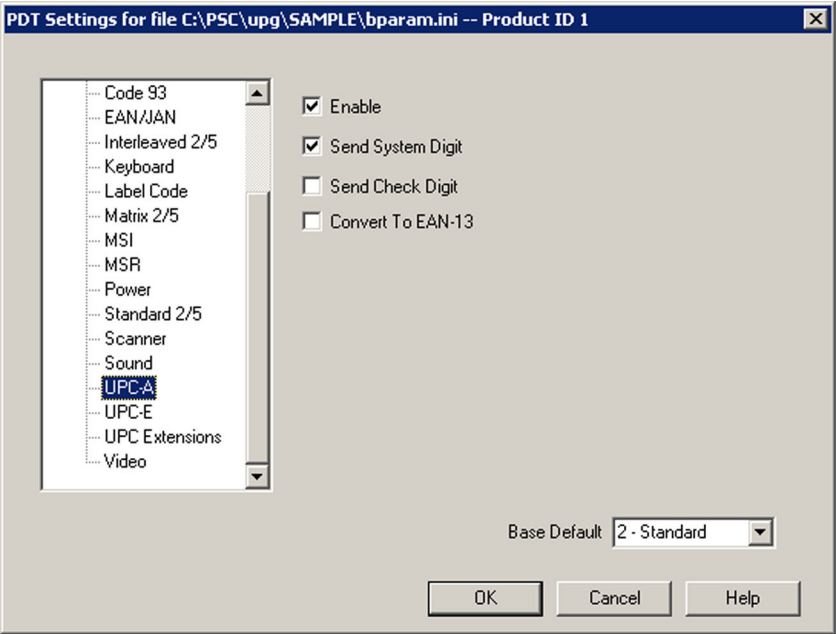 PDT Settings for file C:\PSC\upg\SAMPLE\bparam.ini -- Product ID 1
Code 93
EAN/JAN
Interleaved 2/5
Keyboard
Label Code
Matrix 2/5
MSI
MSR
Power
Standard 2/5
Scanner
Sound
UPC-A
UPC-E
UPC Extensions
Video
Enable
Send System Digit
Send Check Digit
Convert To EAN-13
Base Default 2 - Standard
OK Cancel Help